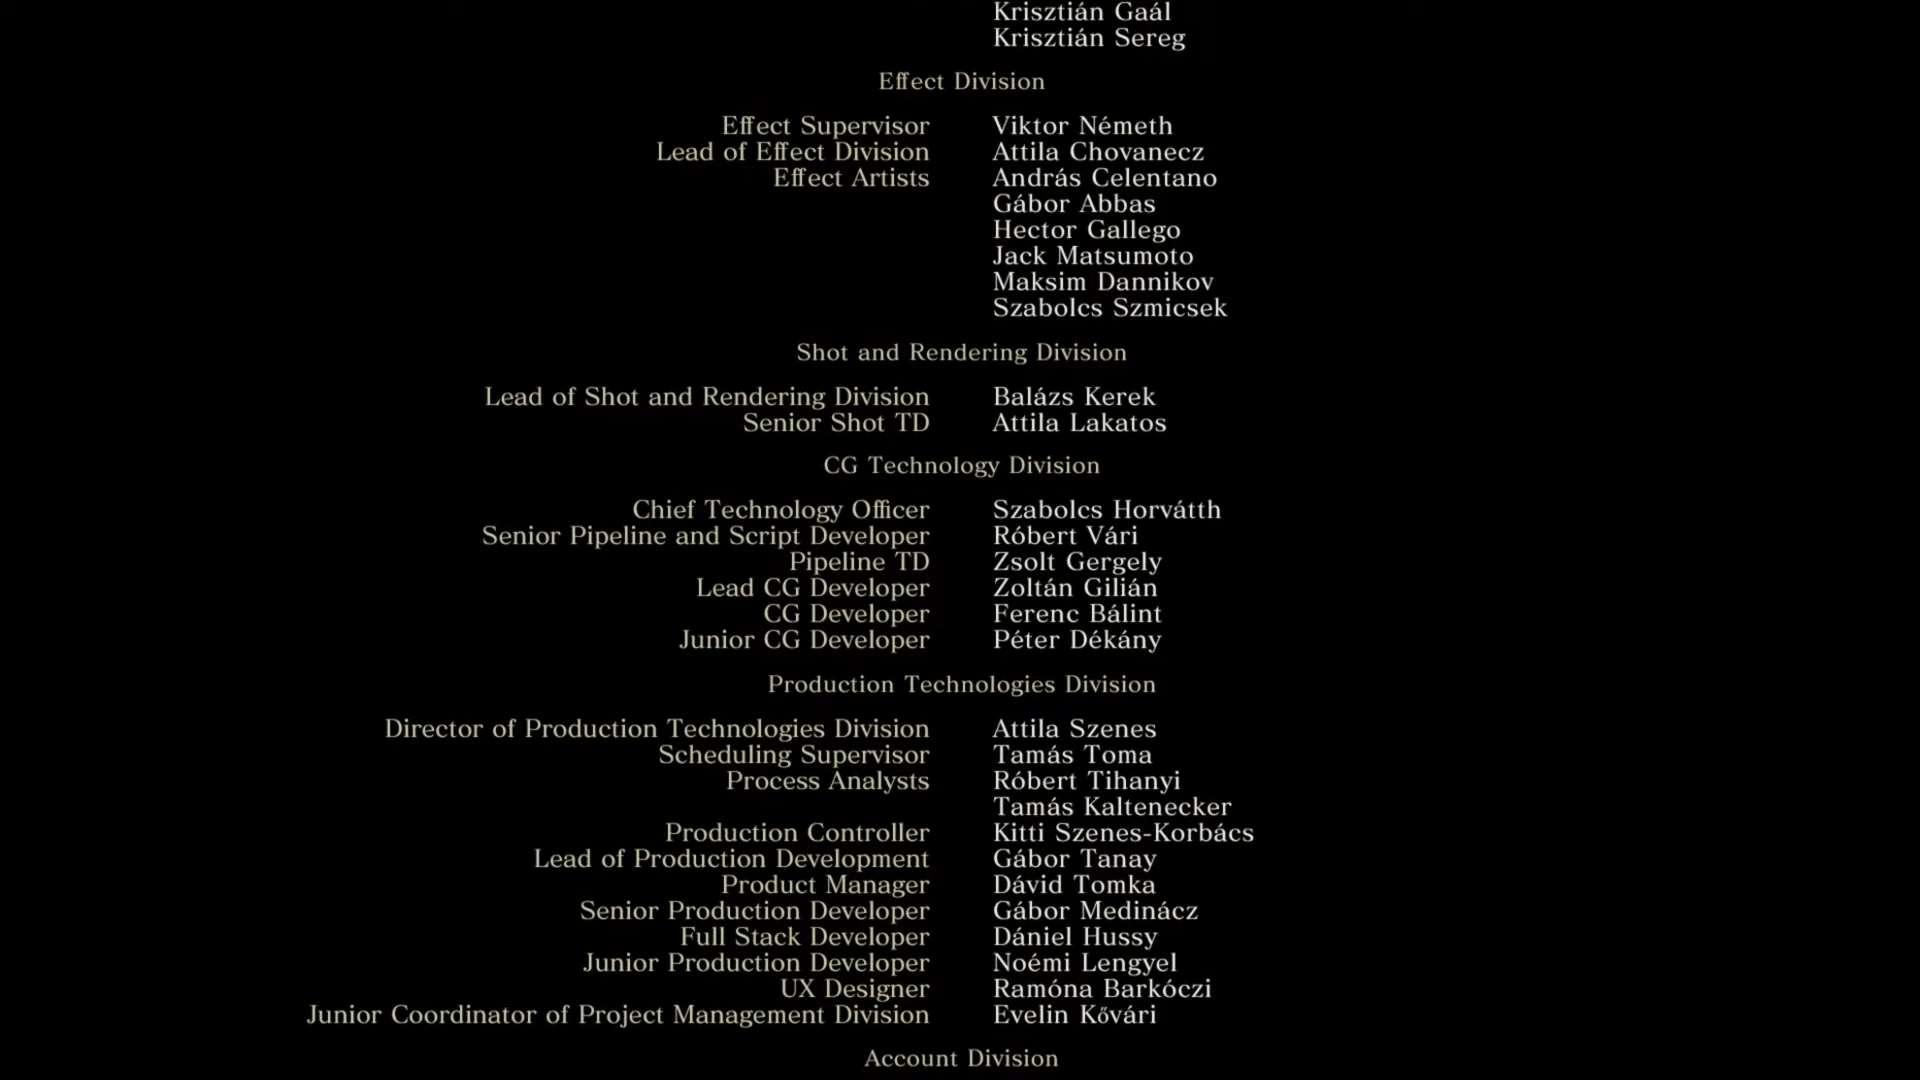 Krisztián Gaál
Krisztián Sereg
Effect Division
Effect Supervisor Viktor Németh
Lead of Effect Division Attila Chovanecz
Effect Artists András Celentano
Gábor Abbas
Hector Gallego
Jack Matsumoto
Maksim Dannikov
Szabolcs Szmicsek
Shot and Rendering Division
Lead of Shot and Rendering Division Balázs Kerek
Senior Shot TD Attila Lakatos
CG Technology Division
Chief Technology Officer Szabolcs Horvátth
Senior Pipeline and Script Developer Róbert Vári
Pipeline TD Zsolt Gergely
Lead CG Developer Zoltán Gilián
CG Developer Ferenc Bálint
Junior CG Developer Péter Dékány
Production Technologies Division
Director of Production Technologies Division Attila Szenes
Scheduling Supervisor Tamás Toma
Process Analysts Róbert Tihanyi
Tamás Kaltenecker
Production Controller Kitti Szenes-Korbács
Lead of Production Development Gábor Tanay
Product Manager Dávid Tomka
Senior Production Developer Gábor Medinácz
Full Stack Developer Dániel Hussy
Junior Production Developer Noémi Lengyel
UX Designer Ramóna Barkóczi
Junior Coordinator of Project Management Division Evelin Kővári
Account Division